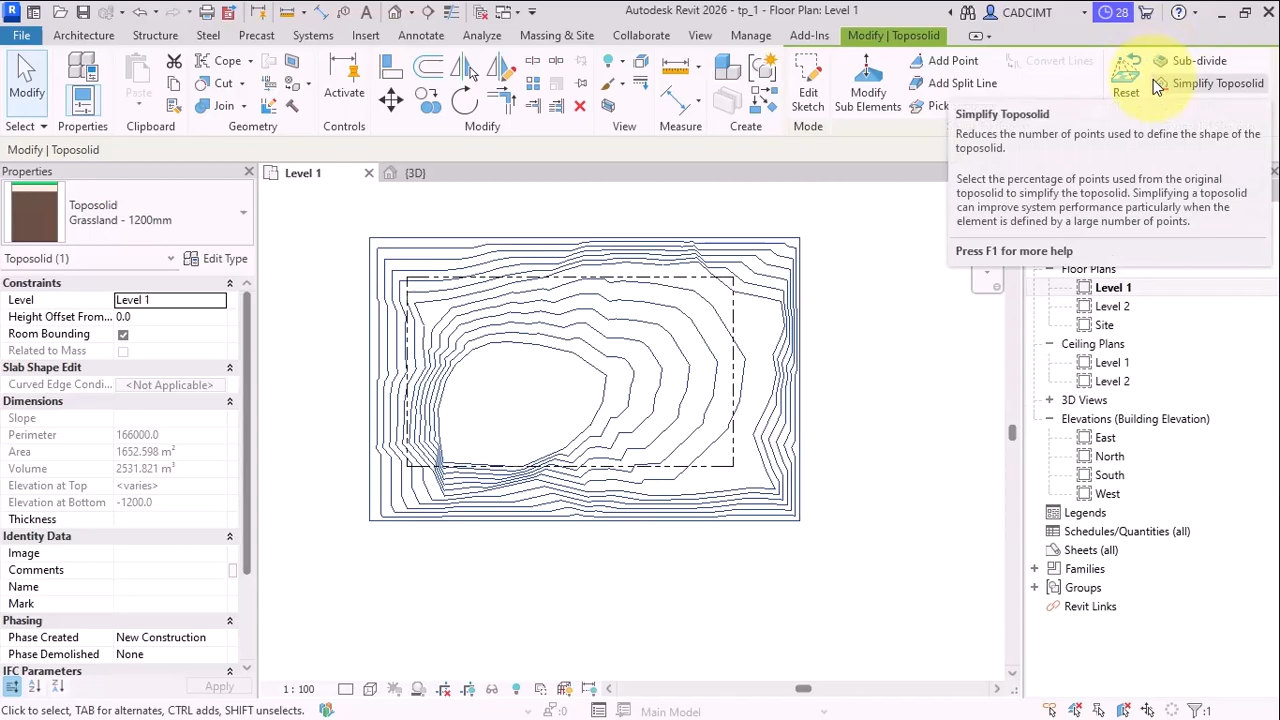 Autodesk Revit 2026 - tp_1 - Floor Plan: Level 1
CADCIMT
28
File
Architecture
Structure
Steel
Precast
Systems
Insert
Annotate
Analyze
Massing & Site
Collaborate
View
Manage
Add-Ins
Modify | Toposolid
Modify
Select
Properties
Paste
Clipboard
Cope
Cut
Join
Geometry
Activate
Controls
Modify
View
Measure
Create
Edit
Sketch
Mode
Modify
Sub Elements
Add Point
Add Split Line
Pick
Convert Lines
Reset
Sub-divide
Simplify Toposolid
Simplify Toposolid
Reduces the number of points used to define the shape of the
toposolid.
Select the percentage of points used from the original
toposolid to simplify the toposolid. Simplifying a toposolid
can improve system performance particularly when the
element is defined by a large number of points.
Press F1 for more help
Modify | Toposolid
Properties
Toposolid
Grassland - 1200mm
Toposolid (1)
Edit Type
Constraints
Level Level 1
Height Offset From... 0.0
Room Bounding
Related to Mass
Slab Shape Edit
Curved Edge Condi... <Not Applicable>
Dimensions
Slope
Perimeter 166000.0
Area 1652.598 m²
Volume 2531.821 m³
Elevation at Top <varies>
Elevation at Bottom -1200.0
Thickness
Identity Data
Image
Comments
Name
Mark
Phasing
Phase Created New Construction
Phase Demolished None
IFC Parameters
Apply
Level 1
{3D}
Floor Plans
Level 1
Level 2
Site
Ceiling Plans
Level 1
Level 2
3D Views
Elevations (Building Elevation)
East
North
South
West
Legends
Schedules/Quantities (all)
Sheets (all)
Families
Groups
Revit Links
1 : 100
Click to select, TAB for alternates, CTRL adds, SHIFT unselects.
:0
Main Model
:1